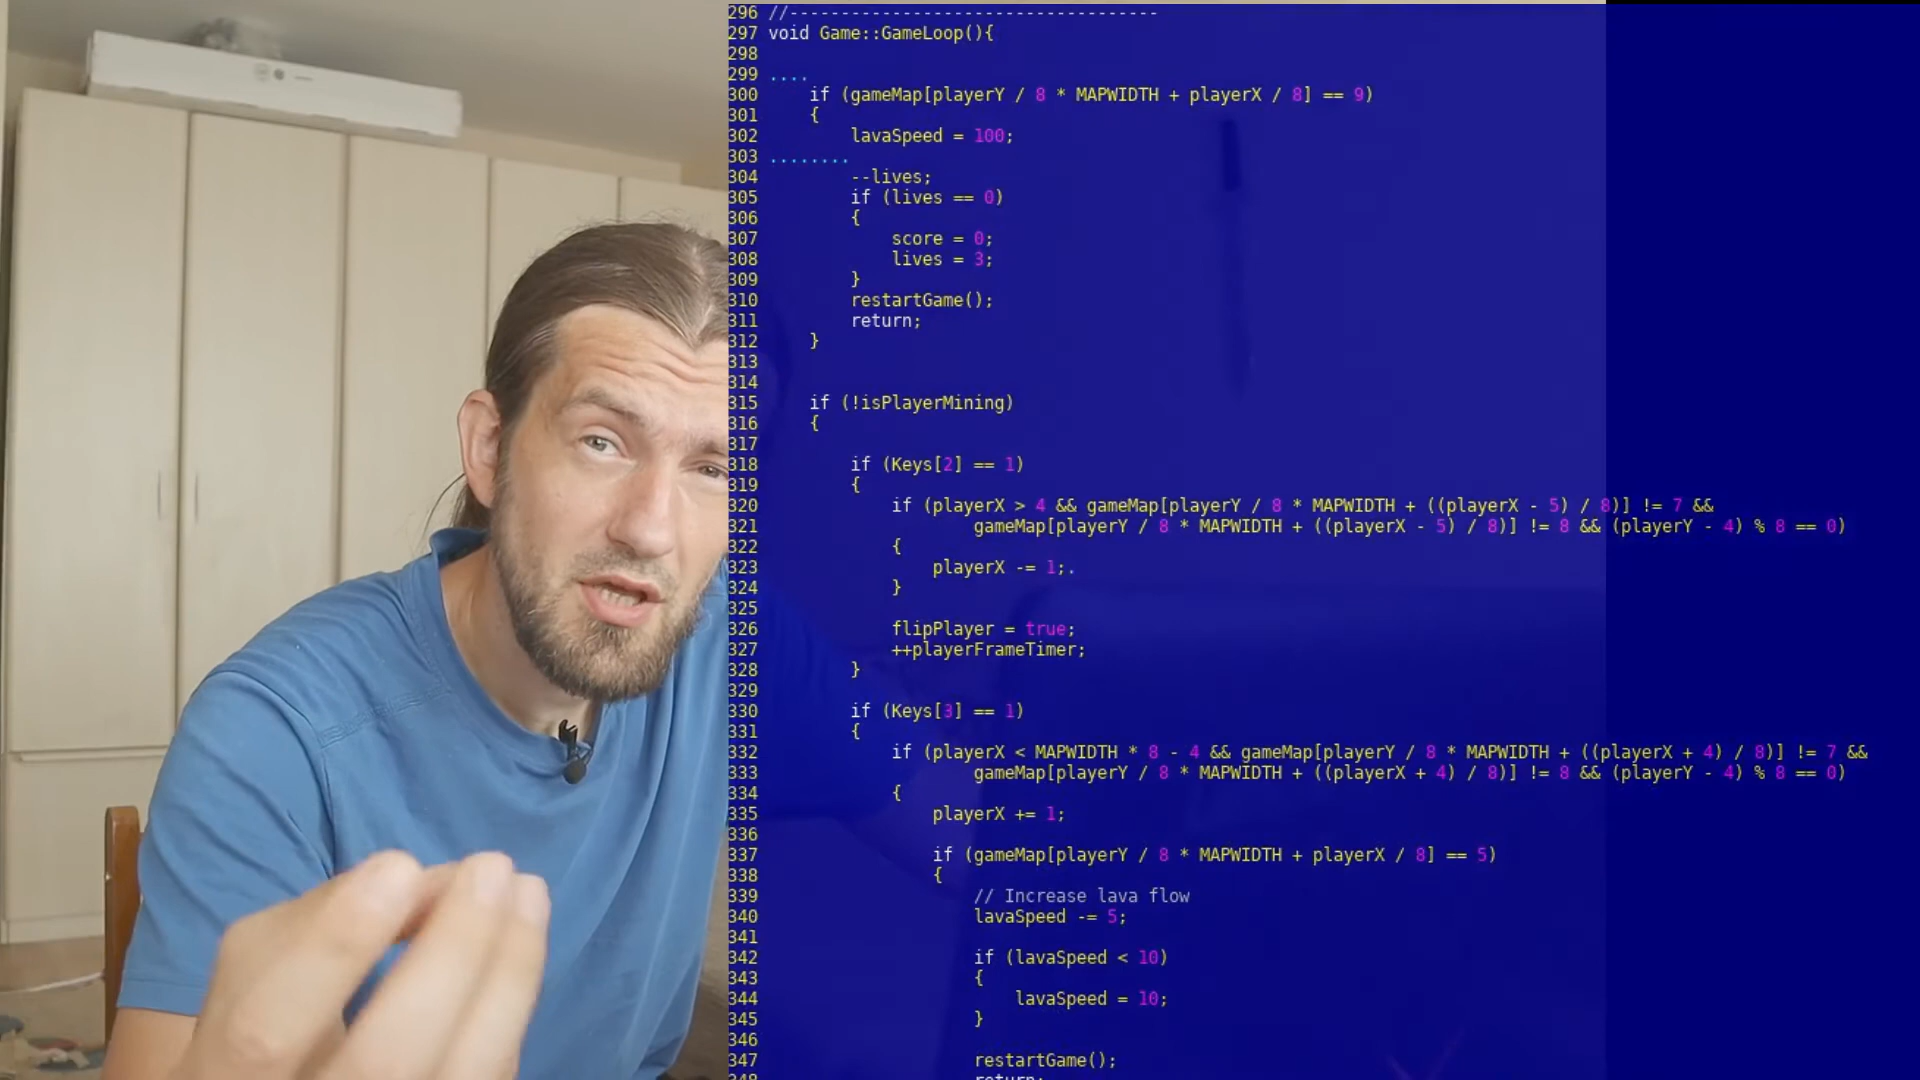 296 //------------------------------------
297 void Game::GameLoop(){
298
299 ....
300     if (gameMap[playerY / 8 * MAPWIDTH + playerX / 8] == 9)
301     {
302         lavaSpeed = 100;
303 ........
304         --lives;
305         if (lives == 0)
306         {
307             score = 0;
308             lives = 3;
309         }
310         restartGame();
311         return;
312     }
313
314
315     if (!isPlayerMining)
316     {
317
318         if (Keys[2] == 1)
319         {
320             if (playerX > 4 && gameMap[playerY / 8 * MAPWIDTH + ((playerX - 5) / 8)] != 7 &&
321                     gameMap[playerY / 8 * MAPWIDTH + ((playerX - 5) / 8)] != 8 && (playerY - 4) % 8 == 0)
322             {
323                 playerX -= 1;.
324             }
325
326             flipPlayer = true;
327             ++playerFrameTimer;
328         }
329
330         if (Keys[3] == 1)
331         {
332             if (playerX < MAPWIDTH * 8 - 4 && gameMap[playerY / 8 * MAPWIDTH + ((playerX + 4) / 8)] != 7 &&
333                     gameMap[playerY / 8 * MAPWIDTH + ((playerX + 4) / 8)] != 8 && (playerY - 4) % 8 == 0)
334             {
335                 playerX += 1;
336
337                 if (gameMap[playerY / 8 * MAPWIDTH + playerX / 8] == 5)
338                 {
339                     // Increase lava flow
340                     lavaSpeed -= 5;
341
342                     if (lavaSpeed < 10)
343                     {
344                         lavaSpeed = 10;
345                     }
346
347                     restartGame();
348                     return;